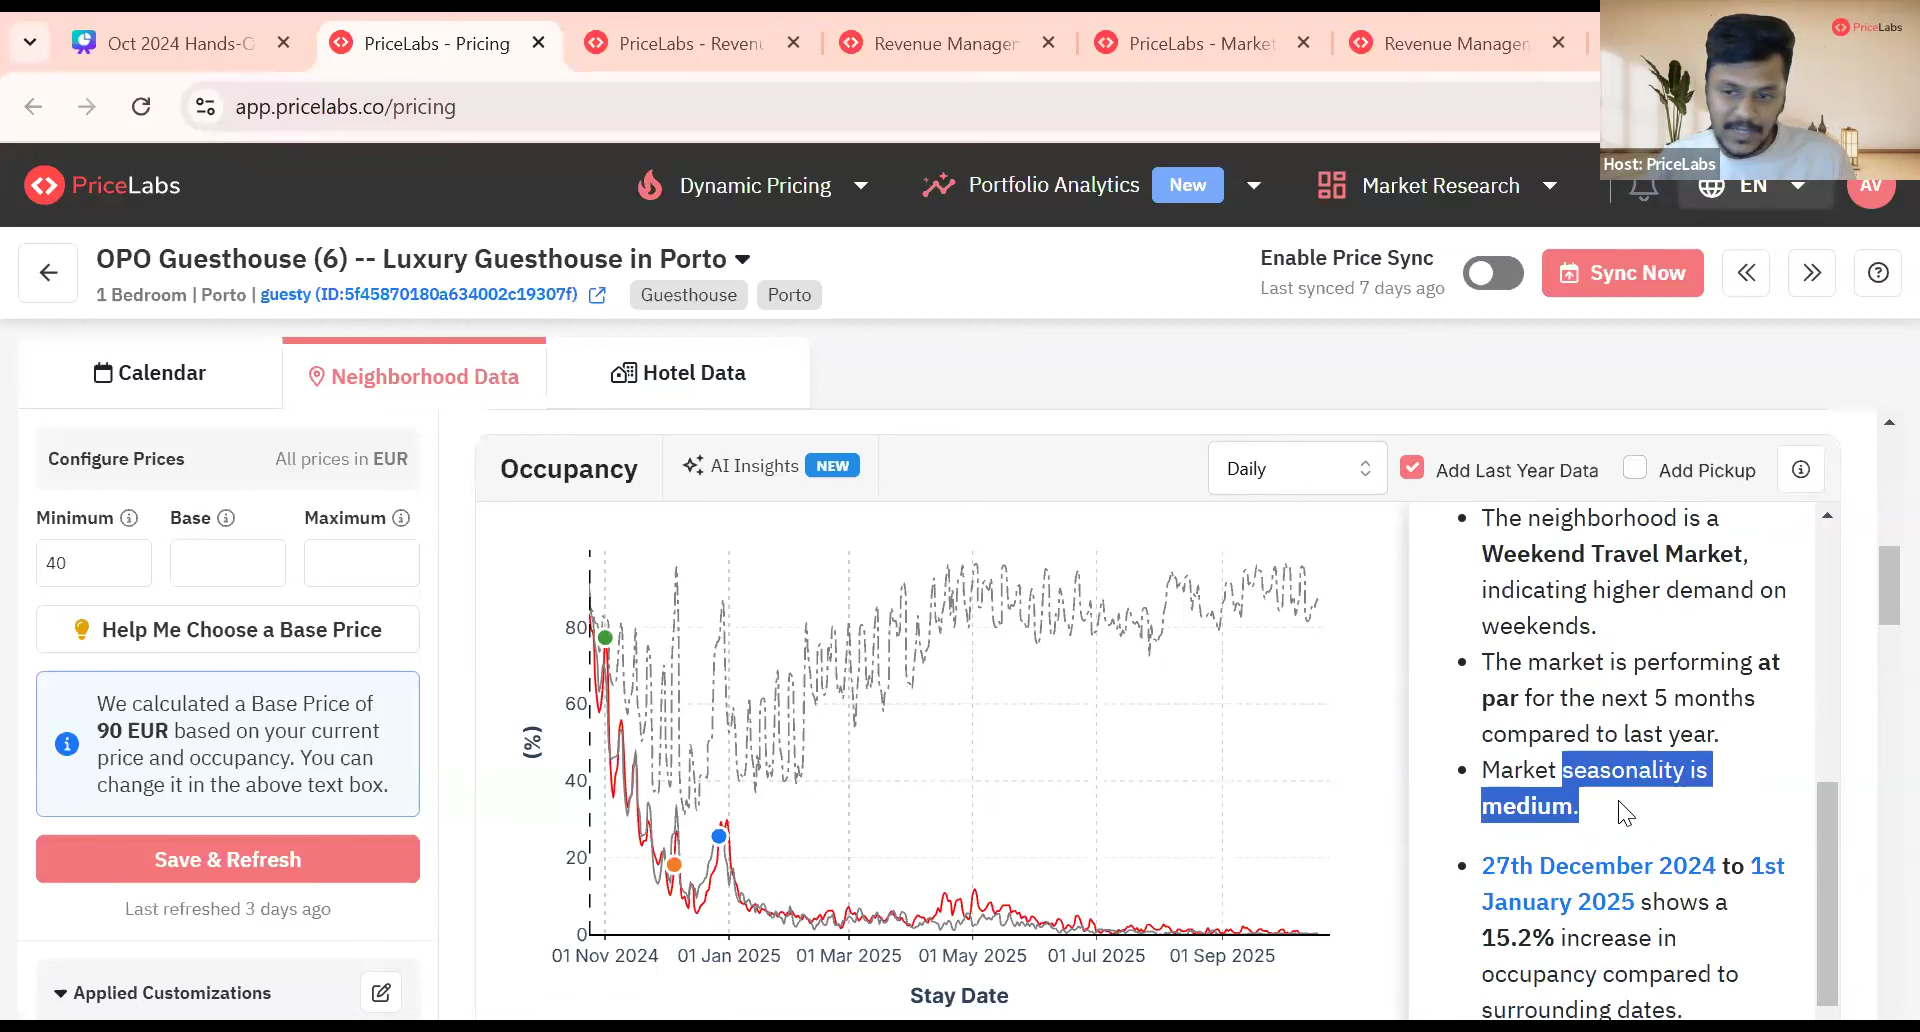 Oct 2024 Hands-O
PriceLabs - Pricing
PriceLabs - Revenu
Revenue Manager
PriceLabs - Market
Revenue Manager
PriceLabs
app.pricelabs.co/pricing
Host: PriceLabs
PriceLabs
Dynamic Pricing
Portfolio Analytics
New
Market Research
EN
AV
OPO Guesthouse (6) -- Luxury Guesthouse in Porto
1 Bedroom | Porto | guesty (ID:5f45870180a634002c19307f)
Guesthouse
Porto
Enable Price Sync
Last synced 7 days ago
Sync Now
Calendar
Neighborhood Data
Hotel Data
Configure Prices
All prices in EUR
Minimum
Base
Maximum
40
Help Me Choose a Base Price
We calculated a Base Price of
90 EUR based on your current
price and occupancy. You can
change it in the above text box.
Save & Refresh
Last refreshed 3 days ago
Applied Customizations
Occupancy
AI Insights
NEW
Daily
Add Last Year Data
Add Pickup
(%)
80
60
40
20
0
01 Nov 2024
01 Jan 2025
01 Mar 2025
01 May 2025
01 Jul 2025
01 Sep 2025
Stay Date
The neighborhood is a
Weekend Travel Market,
indicating higher demand on
weekends.
The market is performing at
par for the next 5 months
compared to last year.
Market seasonality is
medium.
27th December 2024 to 1st
January 2025 shows a
15.2% increase in
occupancy compared to
surrounding dates.